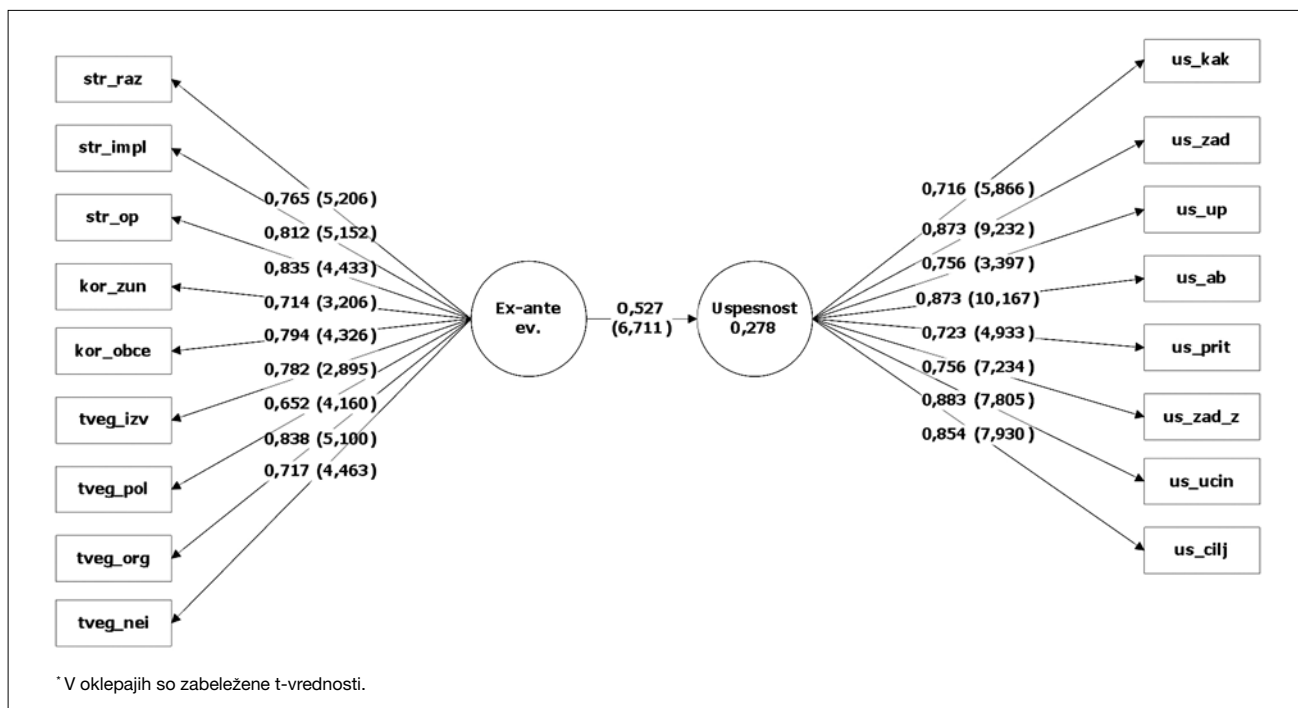 str_raz
str_impl
str_op
kor_zun
kor_obce
tveg_izv
tveg_pol
tveg_org
tveg_nei
0,765 (5,206)
0,812 (5,152)
0,835 (4,433)
0,714 (3,206)
0,794 (4,326)
0,782 (2,895)
0,652 (4,160)
0,838 (5,100)
0,717 (4,463)
Ex-ante
ev.
0,527
(6,711)
Uspesnost
0,278
0,716 (5,866)
0,873 (9,232)
0,756 (3,397)
0,873 (10,167)
0,723 (4,933)
0,756 (7,234)
0,883 (7,805)
0,854 (7,930)
us_kak
us_zad
us_up
us_ab
us_prit
us_zad_z
us_ucin
us_cilj
* V oklepajih so zabeležene t-vrednosti.